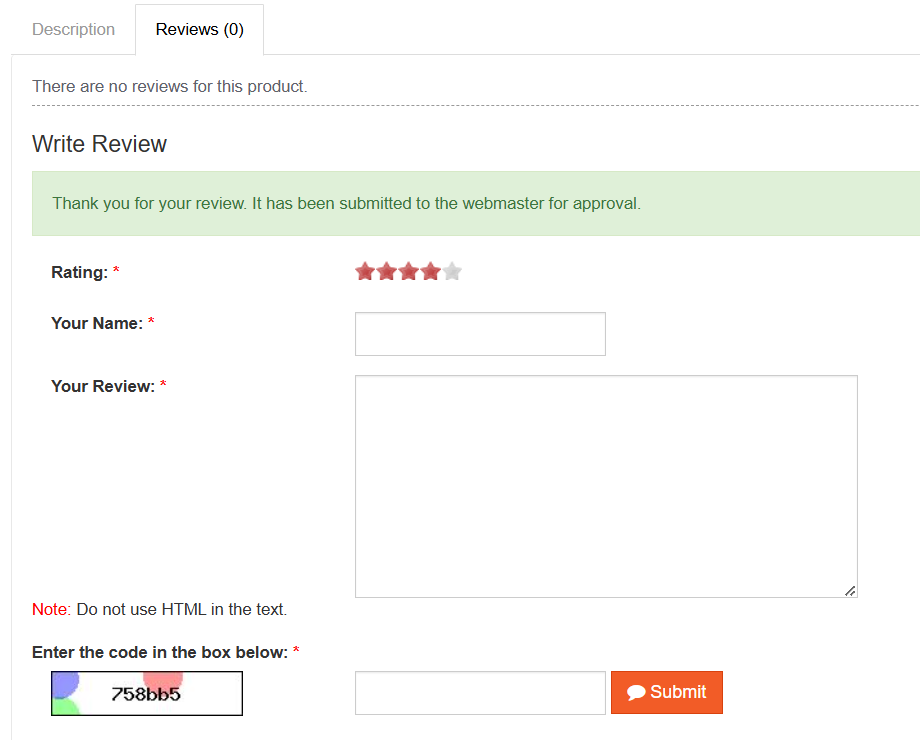 Description Reviews (0)
There are no reviews for this product.
Write Review
Thank you for your review. It has been submitted to the webmaster for approval.
Rating: *
Your Name: *
Your Review: *
Note: Do not use HTML in the text.
Enter the code in the box below: *
758bb5 Submit